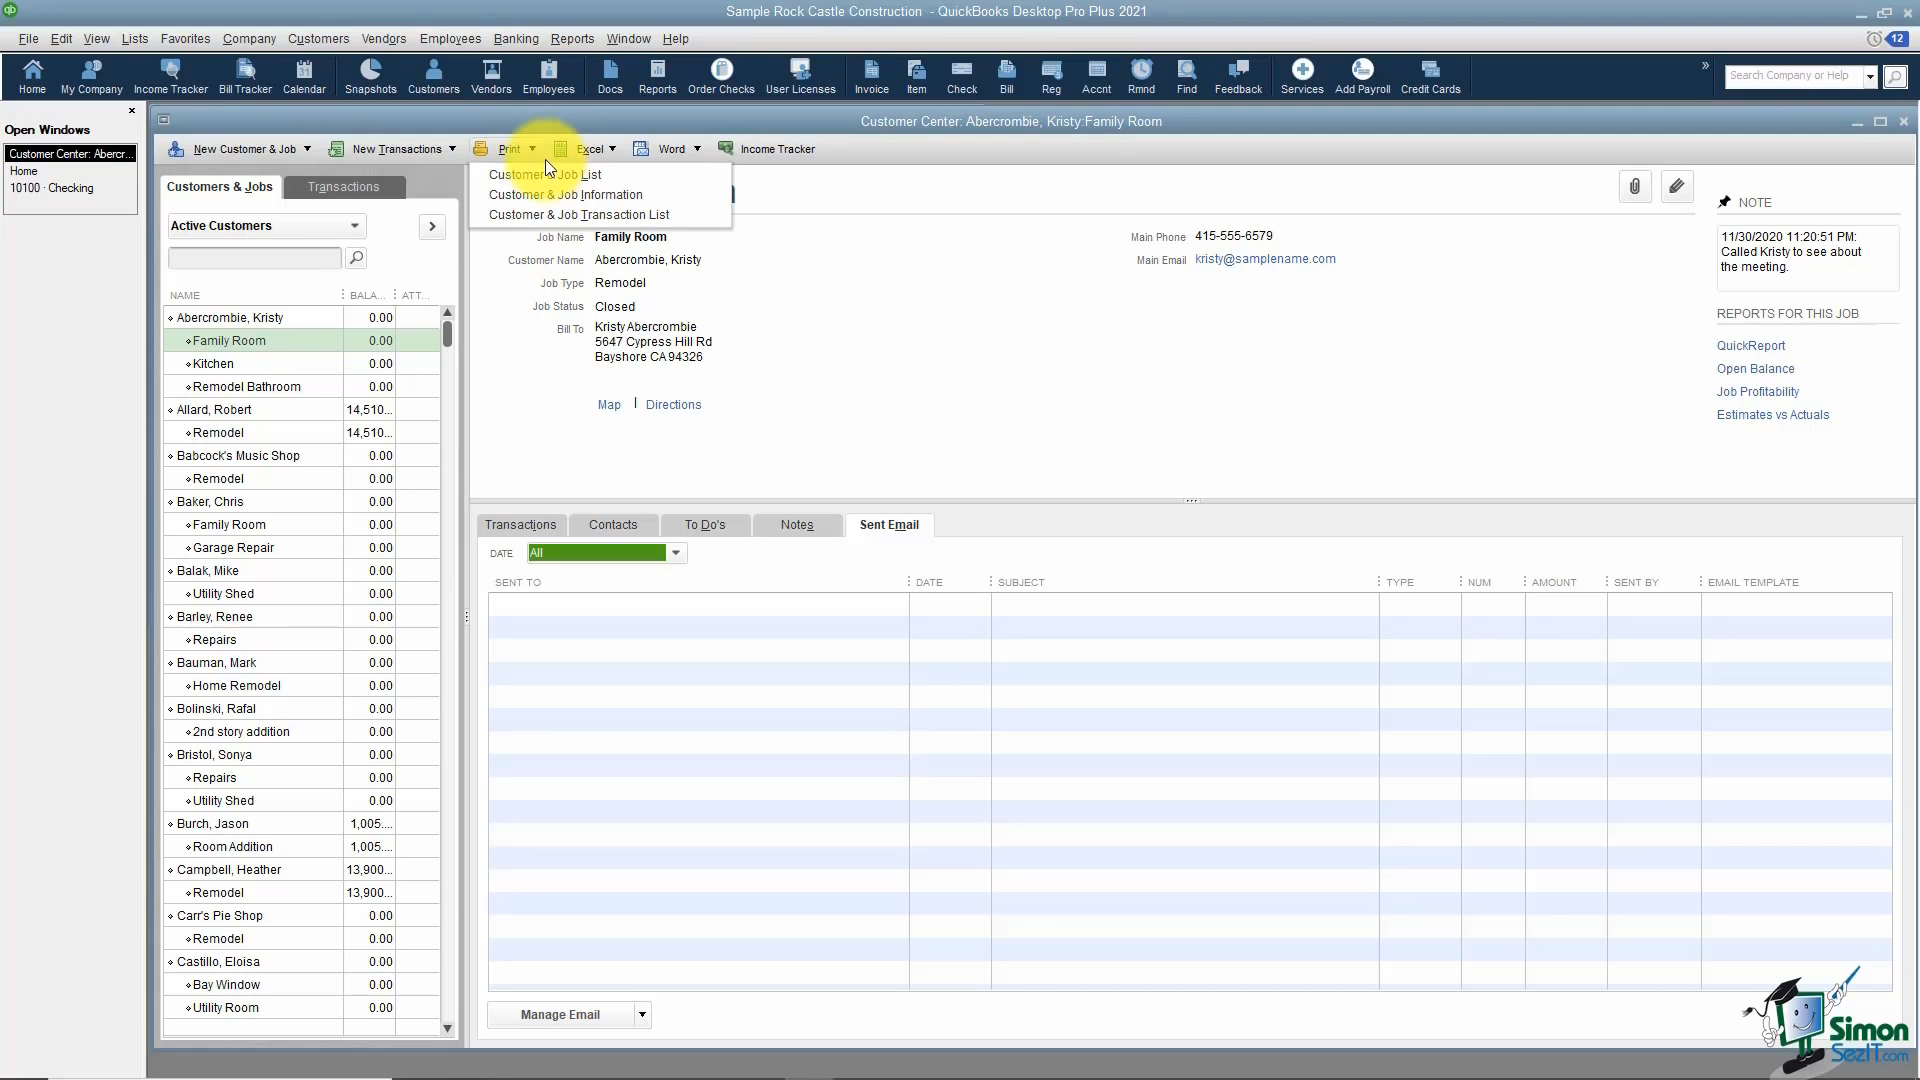 Sample Rock Castle Construction - QuickBooks Desktop Pro Plus 2021
File Edit View Lists Favorites Company Customers Vendors Employees Banking Reports Window Help
12
Home My Company Income Tracker Bill Tracker Calendar Snapshots Customers Vendors Employees Docs Reports Order Checks User Licenses Invoice Item Check Bill Reg Accnt Rmnd Find Feedback Services Add Payroll Credit Cards
Search Company or Help
Open Windows
Customer Center: Abercr...
Home
10100 · Checking
Customer Center: Abercrombie, Kristy:Family Room
New Customer & Job New Transactions Print Excel Word Income Tracker
Customer & Job List
Customer & Job Information
Customer & Job Transaction List
Customers & Jobs Transactions
Active Customers
NAME BALA... ATT...
Abercrombie, Kristy 0.00
Family Room 0.00
Kitchen 0.00
Remodel Bathroom 0.00
Allard, Robert 14,510...
Remodel 14,510...
Babcock's Music Shop 0.00
Remodel 0.00
Baker, Chris 0.00
Family Room 0.00
Garage Repair 0.00
Balak, Mike 0.00
Utility Shed 0.00
Barley, Renee 0.00
Repairs 0.00
Bauman, Mark 0.00
Home Remodel 0.00
Bolinski, Rafal 0.00
2nd story addition 0.00
Bristol, Sonya 0.00
Repairs 0.00
Utility Shed 0.00
Burch, Jason 1,005....
Room Addition 1,005....
Campbell, Heather 13,900...
Remodel 13,900...
Carr's Pie Shop 0.00
Remodel 0.00
Castillo, Eloisa 0.00
Bay Window 0.00
Utility Room 0.00
Job Name Family Room
Customer Name Abercrombie, Kristy
Job Type Remodel
Job Status Closed
Bill To Kristy Abercrombie
5647 Cypress Hill Rd
Bayshore CA 94326
Map | Directions
Main Phone 415-555-6579
Main Email kristy@samplename.com
NOTE
11/30/2020 11:20:51 PM:
Called Kristy to see about
the meeting.
REPORTS FOR THIS JOB
QuickReport
Open Balance
Job Profitability
Estimates vs Actuals
Transactions Contacts To Do's Notes Sent Email
DATE All
SENT TO DATE SUBJECT TYPE NUM AMOUNT SENT BY EMAIL TEMPLATE
Manage Email
Simon
SezIT.com